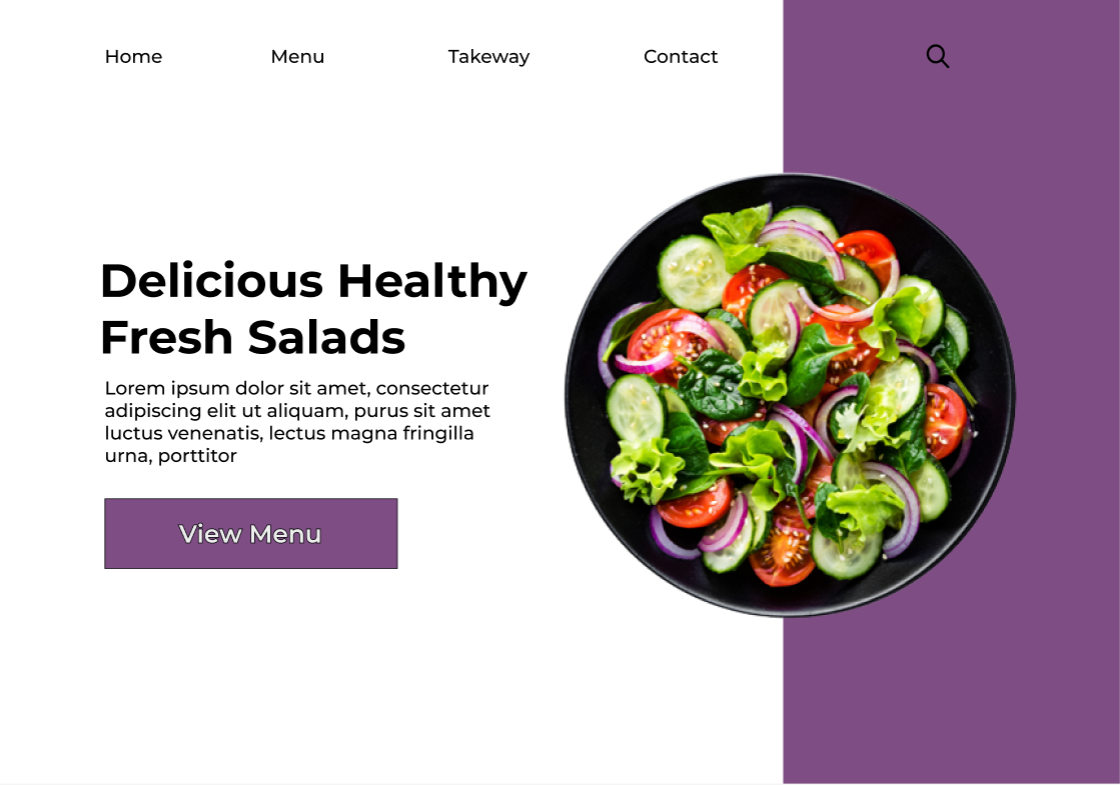 Home Menu Takeway Contact
Delicious Healthy
Fresh Salads
Lorem ipsum dolor sit amet, consectetur
adipiscing elit ut aliquam, purus sit amet
luctus venenatis, lectus magna fringilla
urna, porttitor
View Menu